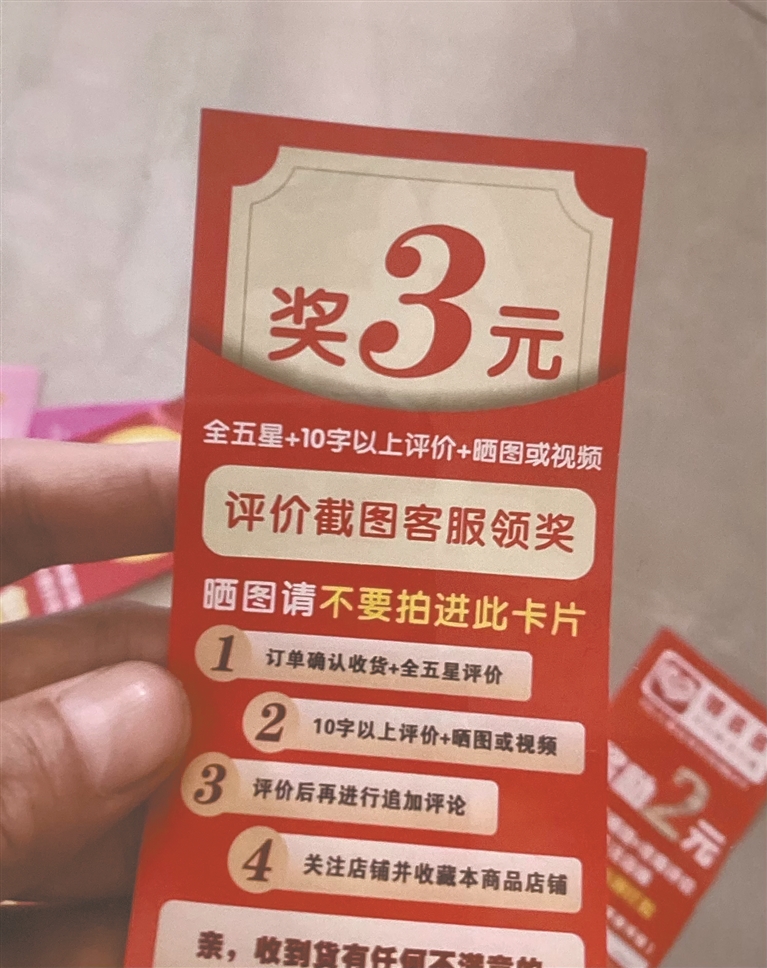 奖3元
全五星+10字以上评价+晒图或视频
评价截图客服领奖
晒图请不要拍进此卡片
1 订单确认收货+全五星评价
2 10字以上评价+晒图或视频
3 评价后再进行追加评论
4 关注店铺并收藏本商品店铺
亲，收到货有任何不满意的
2元